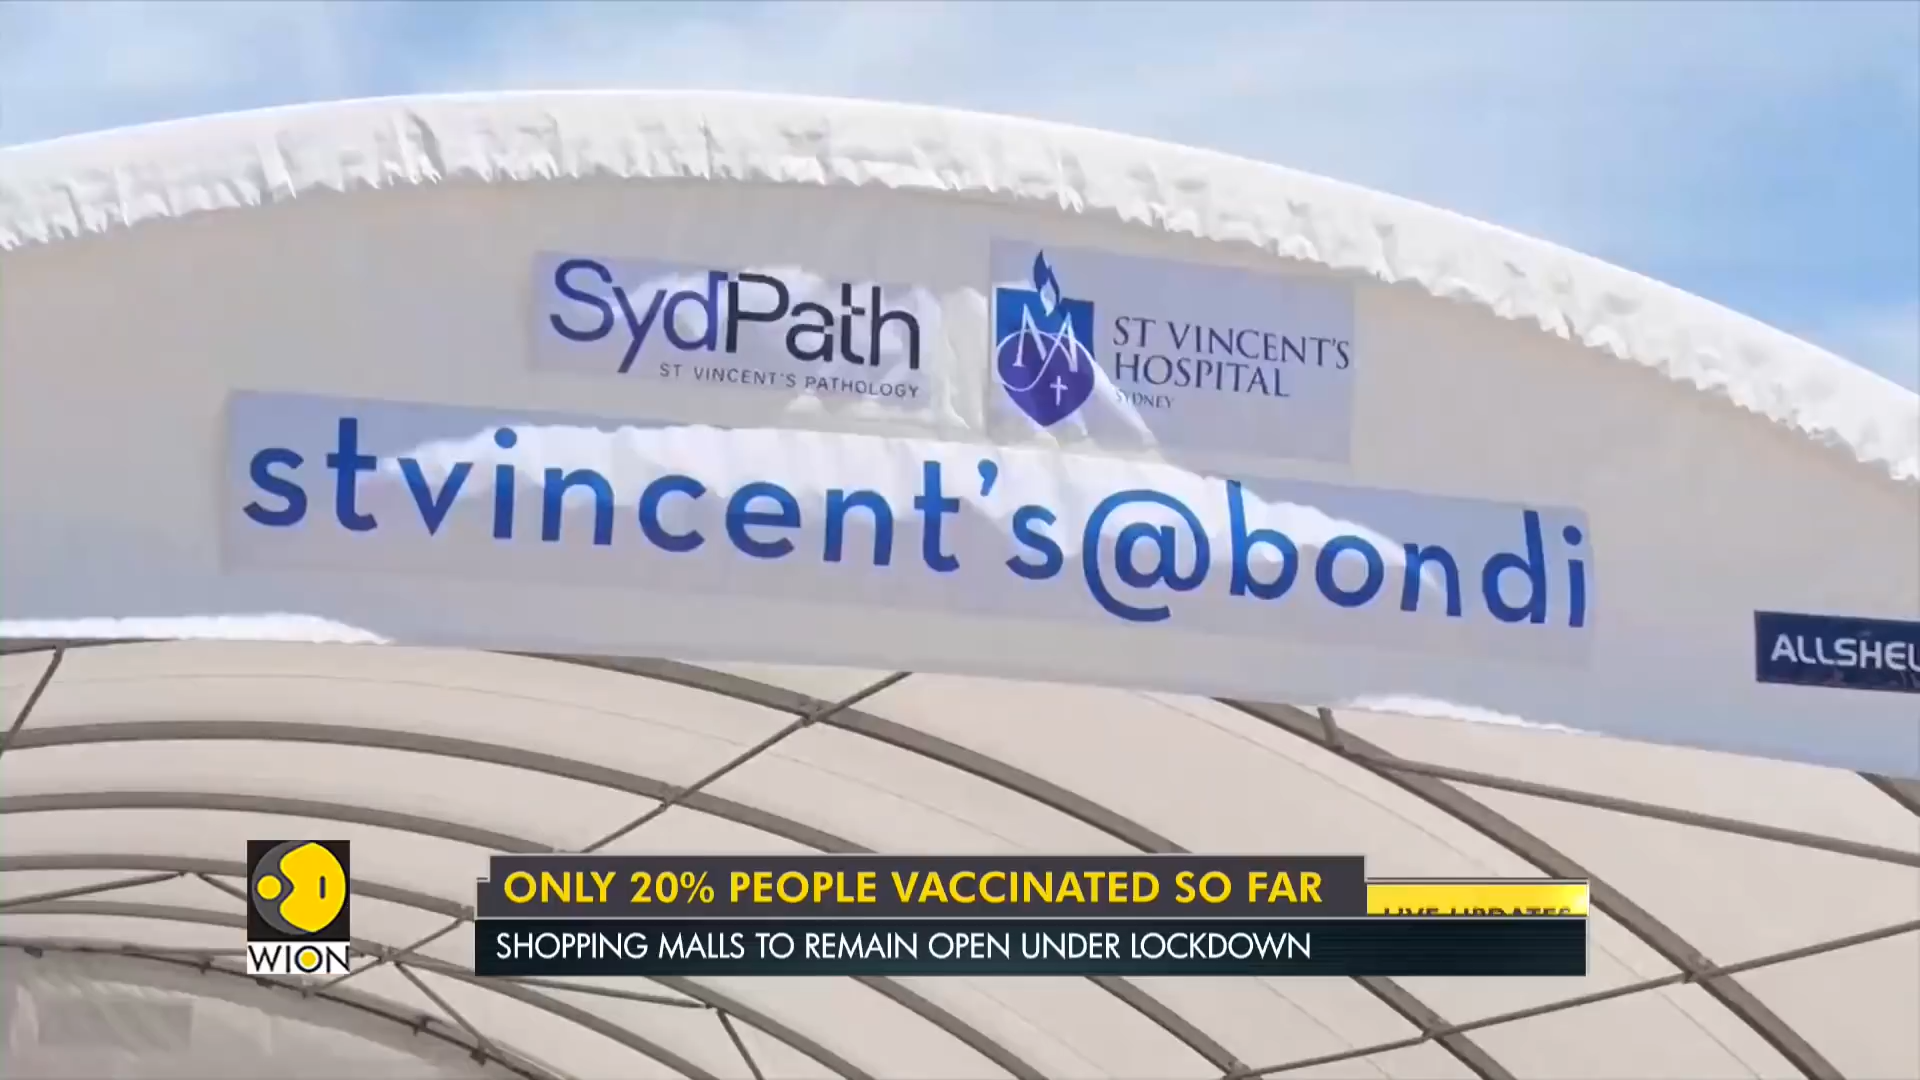 SydPath
ST VINCENT'S PATHOLOGY
ST VINCENT'S
HOSPITAL
SYDNEY
stvincent's@bondi
WION
ONLY 20% PEOPLE VACCINATED SO FAR
SHOPPING MALLS TO REMAIN OPEN UNDER LOCKDOWN